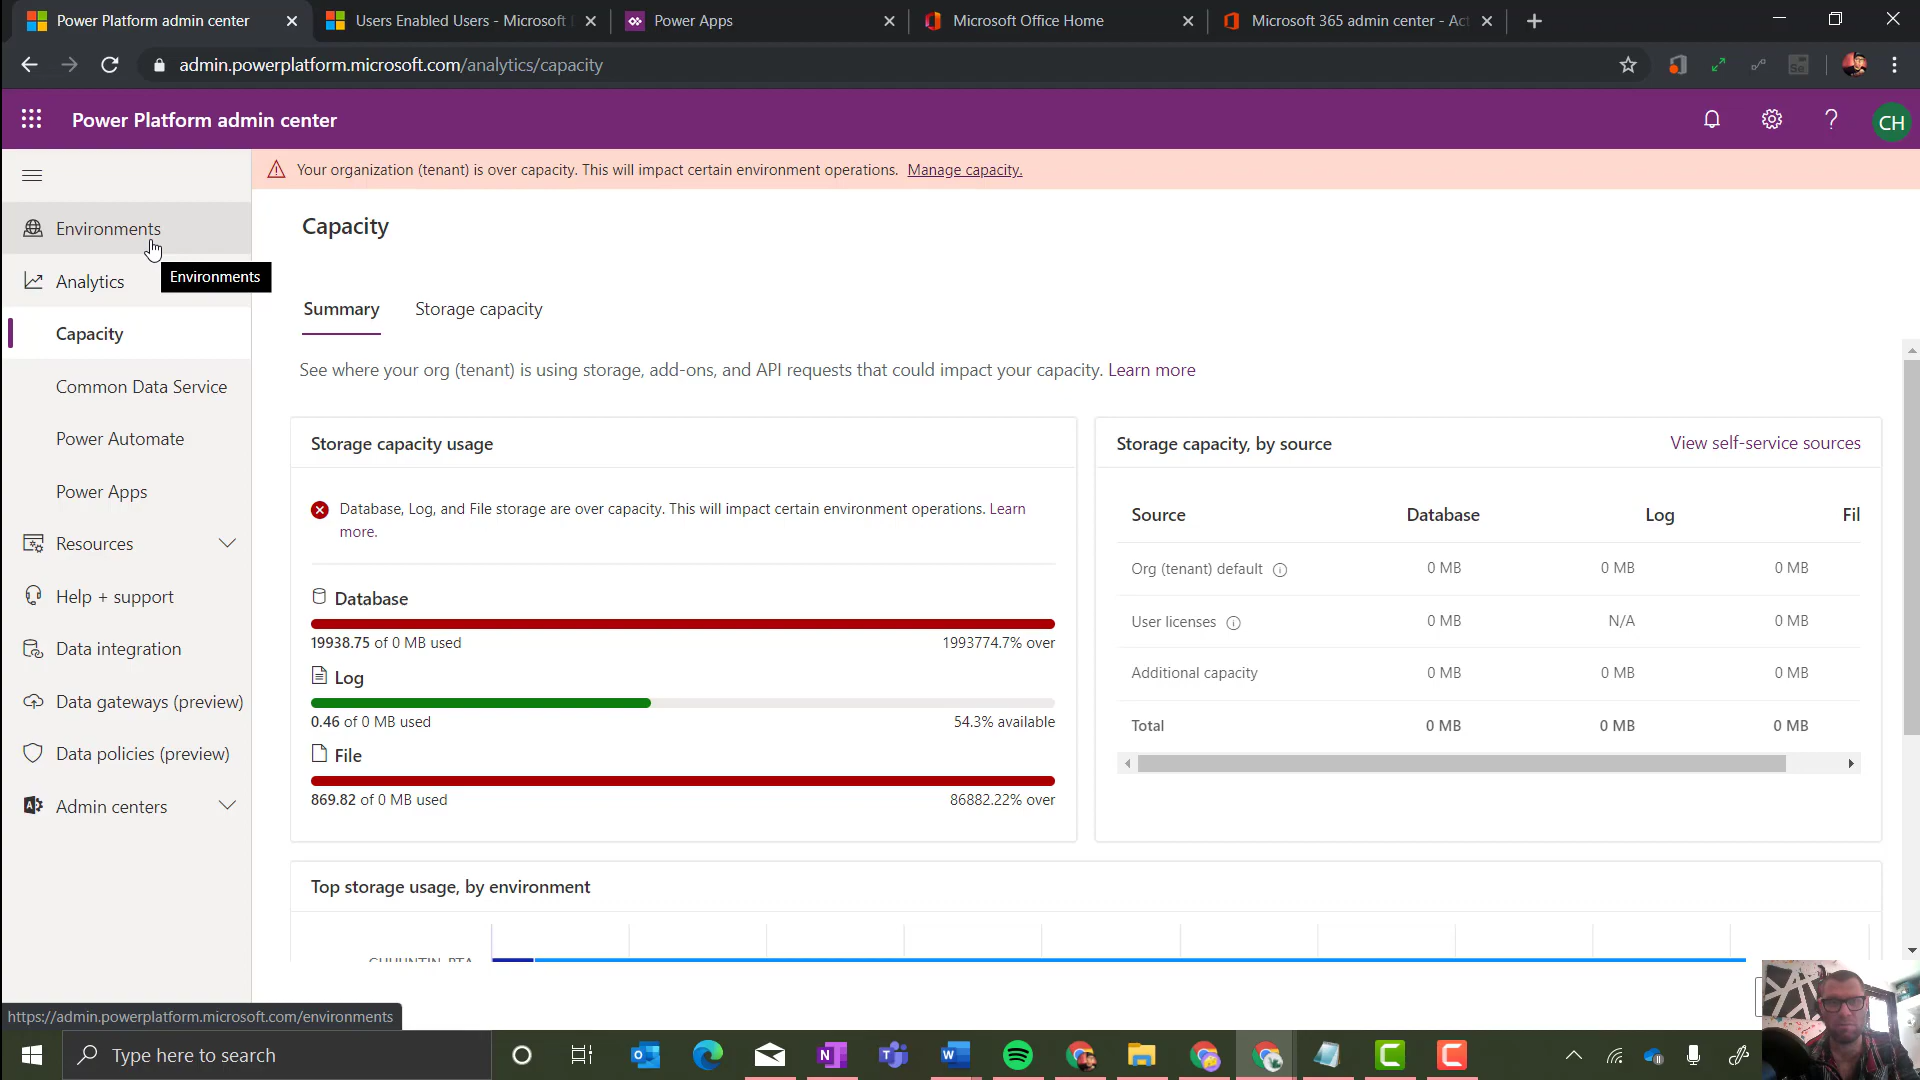 Power Platform admin center
Users Enabled Users - Microsoft
Power Apps
Microsoft Office Home
Microsoft 365 admin center - Act
admin.powerplatform.microsoft.com/analytics/capacity
Power Platform admin center
CH
Your organization (tenant) is over capacity. This will impact certain environment operations. Manage capacity.
Environments
Environments
Analytics
Capacity
Common Data Service
Power Automate
Power Apps
Resources
Help + support
Data integration
Data gateways (preview)
Data policies (preview)
Admin centers
Capacity
Summary Storage capacity
See where your org (tenant) is using storage, add-ons, and API requests that could impact your capacity. Learn more
Storage capacity usage
Database, Log, and File storage are over capacity. This will impact certain environment operations. Learn
more.
Database
19938.75 of 0 MB used 1993774.7% over
Log
0.46 of 0 MB used 54.3% available
File
869.82 of 0 MB used 86882.22% over
Storage capacity, by source View self-service sources
Source Database Log Fil
Org (tenant) default 0 MB 0 MB 0 MB
User licenses 0 MB N/A 0 MB
Additional capacity 0 MB 0 MB 0 MB
Total 0 MB 0 MB 0 MB
Top storage usage, by environment
https://admin.powerplatform.microsoft.com/environments
Type here to search